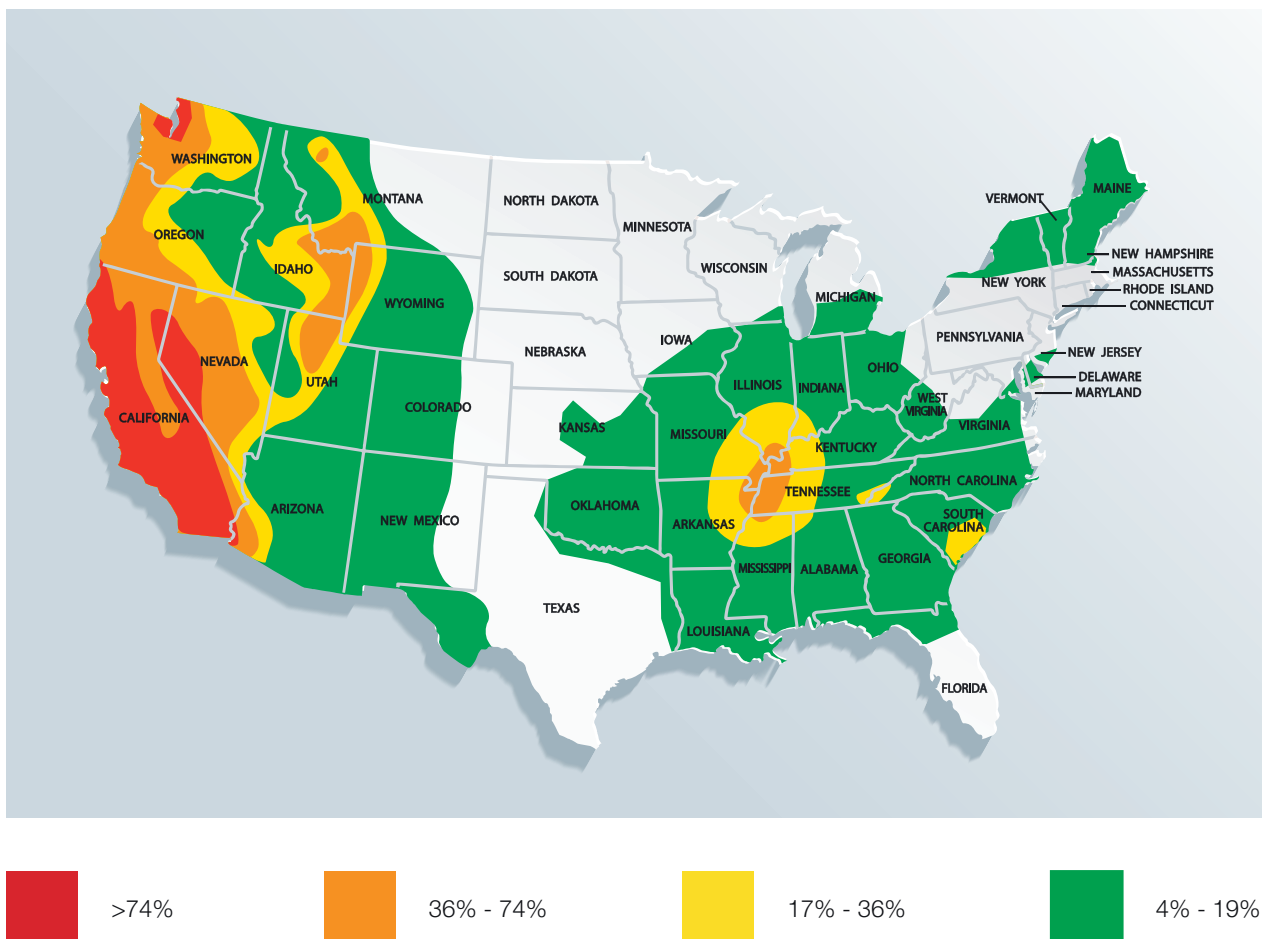 WASHINGTON
MONTANA
NORTH DAKOTA
MINNESOTA
VERMONT
MAINE
OREGON
IDAHO
WYOMING
SOUTH DAKOTA
WISCONSIN
MICHIGAN
NEW YORK
NEW HAMPSHIRE
MASSACHUSETTS
RHODE ISLAND
CONNECTICUT
NEVADA
UTAH
COLORADO
NEBRASKA
IOWA
ILLINOIS
INDIANA
OHIO
PENNSYLVANIA
NEW JERSEY
DELAWARE
MARYLAND
CALIFORNIA
KANSAS
MISSOURI
KENTUCKY
WEST
VIRGINIA
VIRGINIA
ARIZONA
NEW MEXICO
OKLAHOMA
ARKANSAS
TENNESSEE
NORTH CAROLINA
SOUTH
CAROLINA
TEXAS
LOUISIANA
MISSISSIPPI
ALABAMA
GEORGIA
FLORIDA
>74%
36% - 74%
17% - 36%
4% - 19%